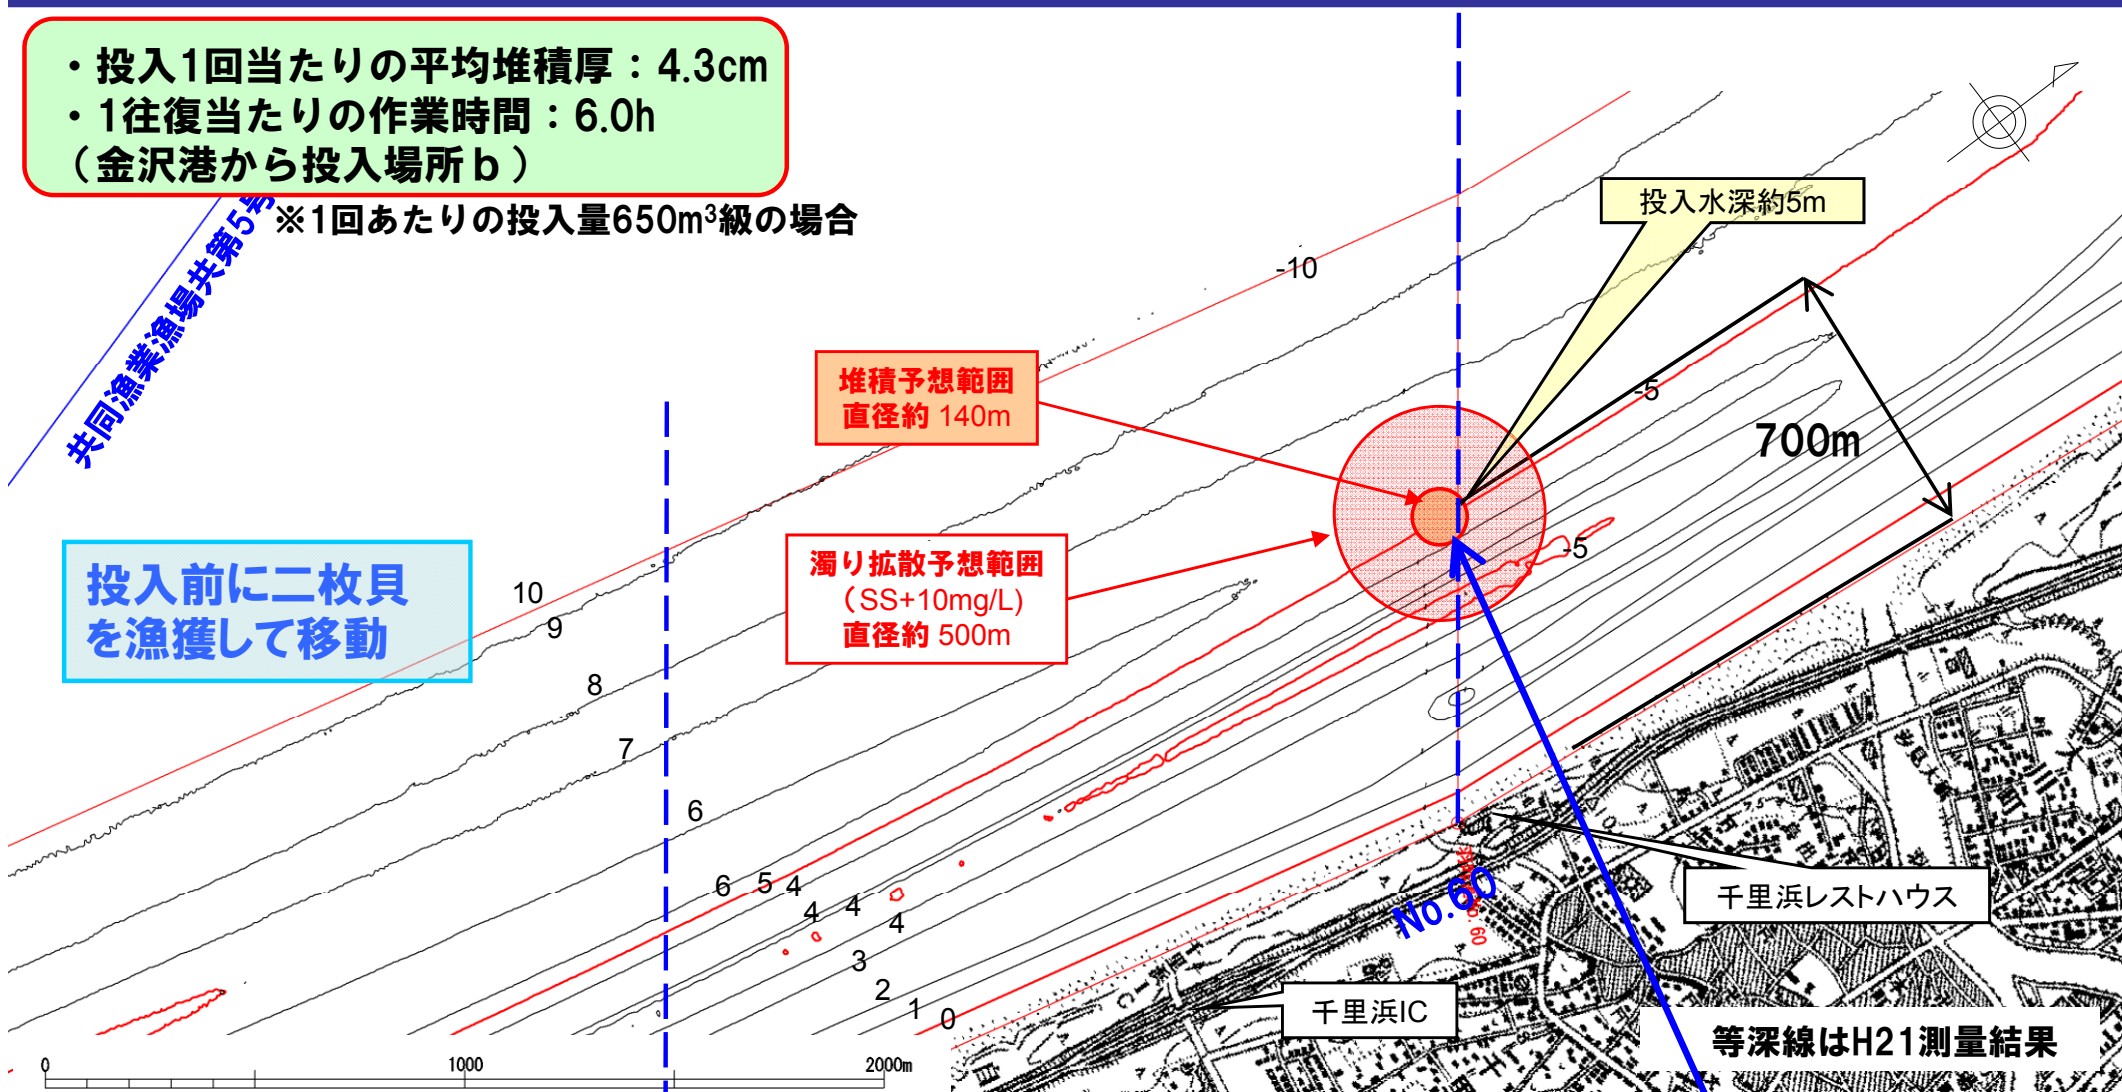 ・投入1回当たりの平均堆積厚：4.3cm
・1往復当たりの作業時間：6.0h
（金沢港から投入場所ｂ）
※1回あたりの投入量650m³級の場合
共同漁業漁場共第5号
投入水深約5m
-10
堆積予想範囲
直径約 140m
-5
700m
濁り拡散予想範囲
（SS+10mg/L)
直径約 500m
-5
投入前に二枚貝
を漁獲して移動
10
9
8
7
6
6
5
4
4
4
4
3
2
1
0
No.60
千里浜レストハウス
千里浜IC
等深線はH21測量結果
0
1000
2000m